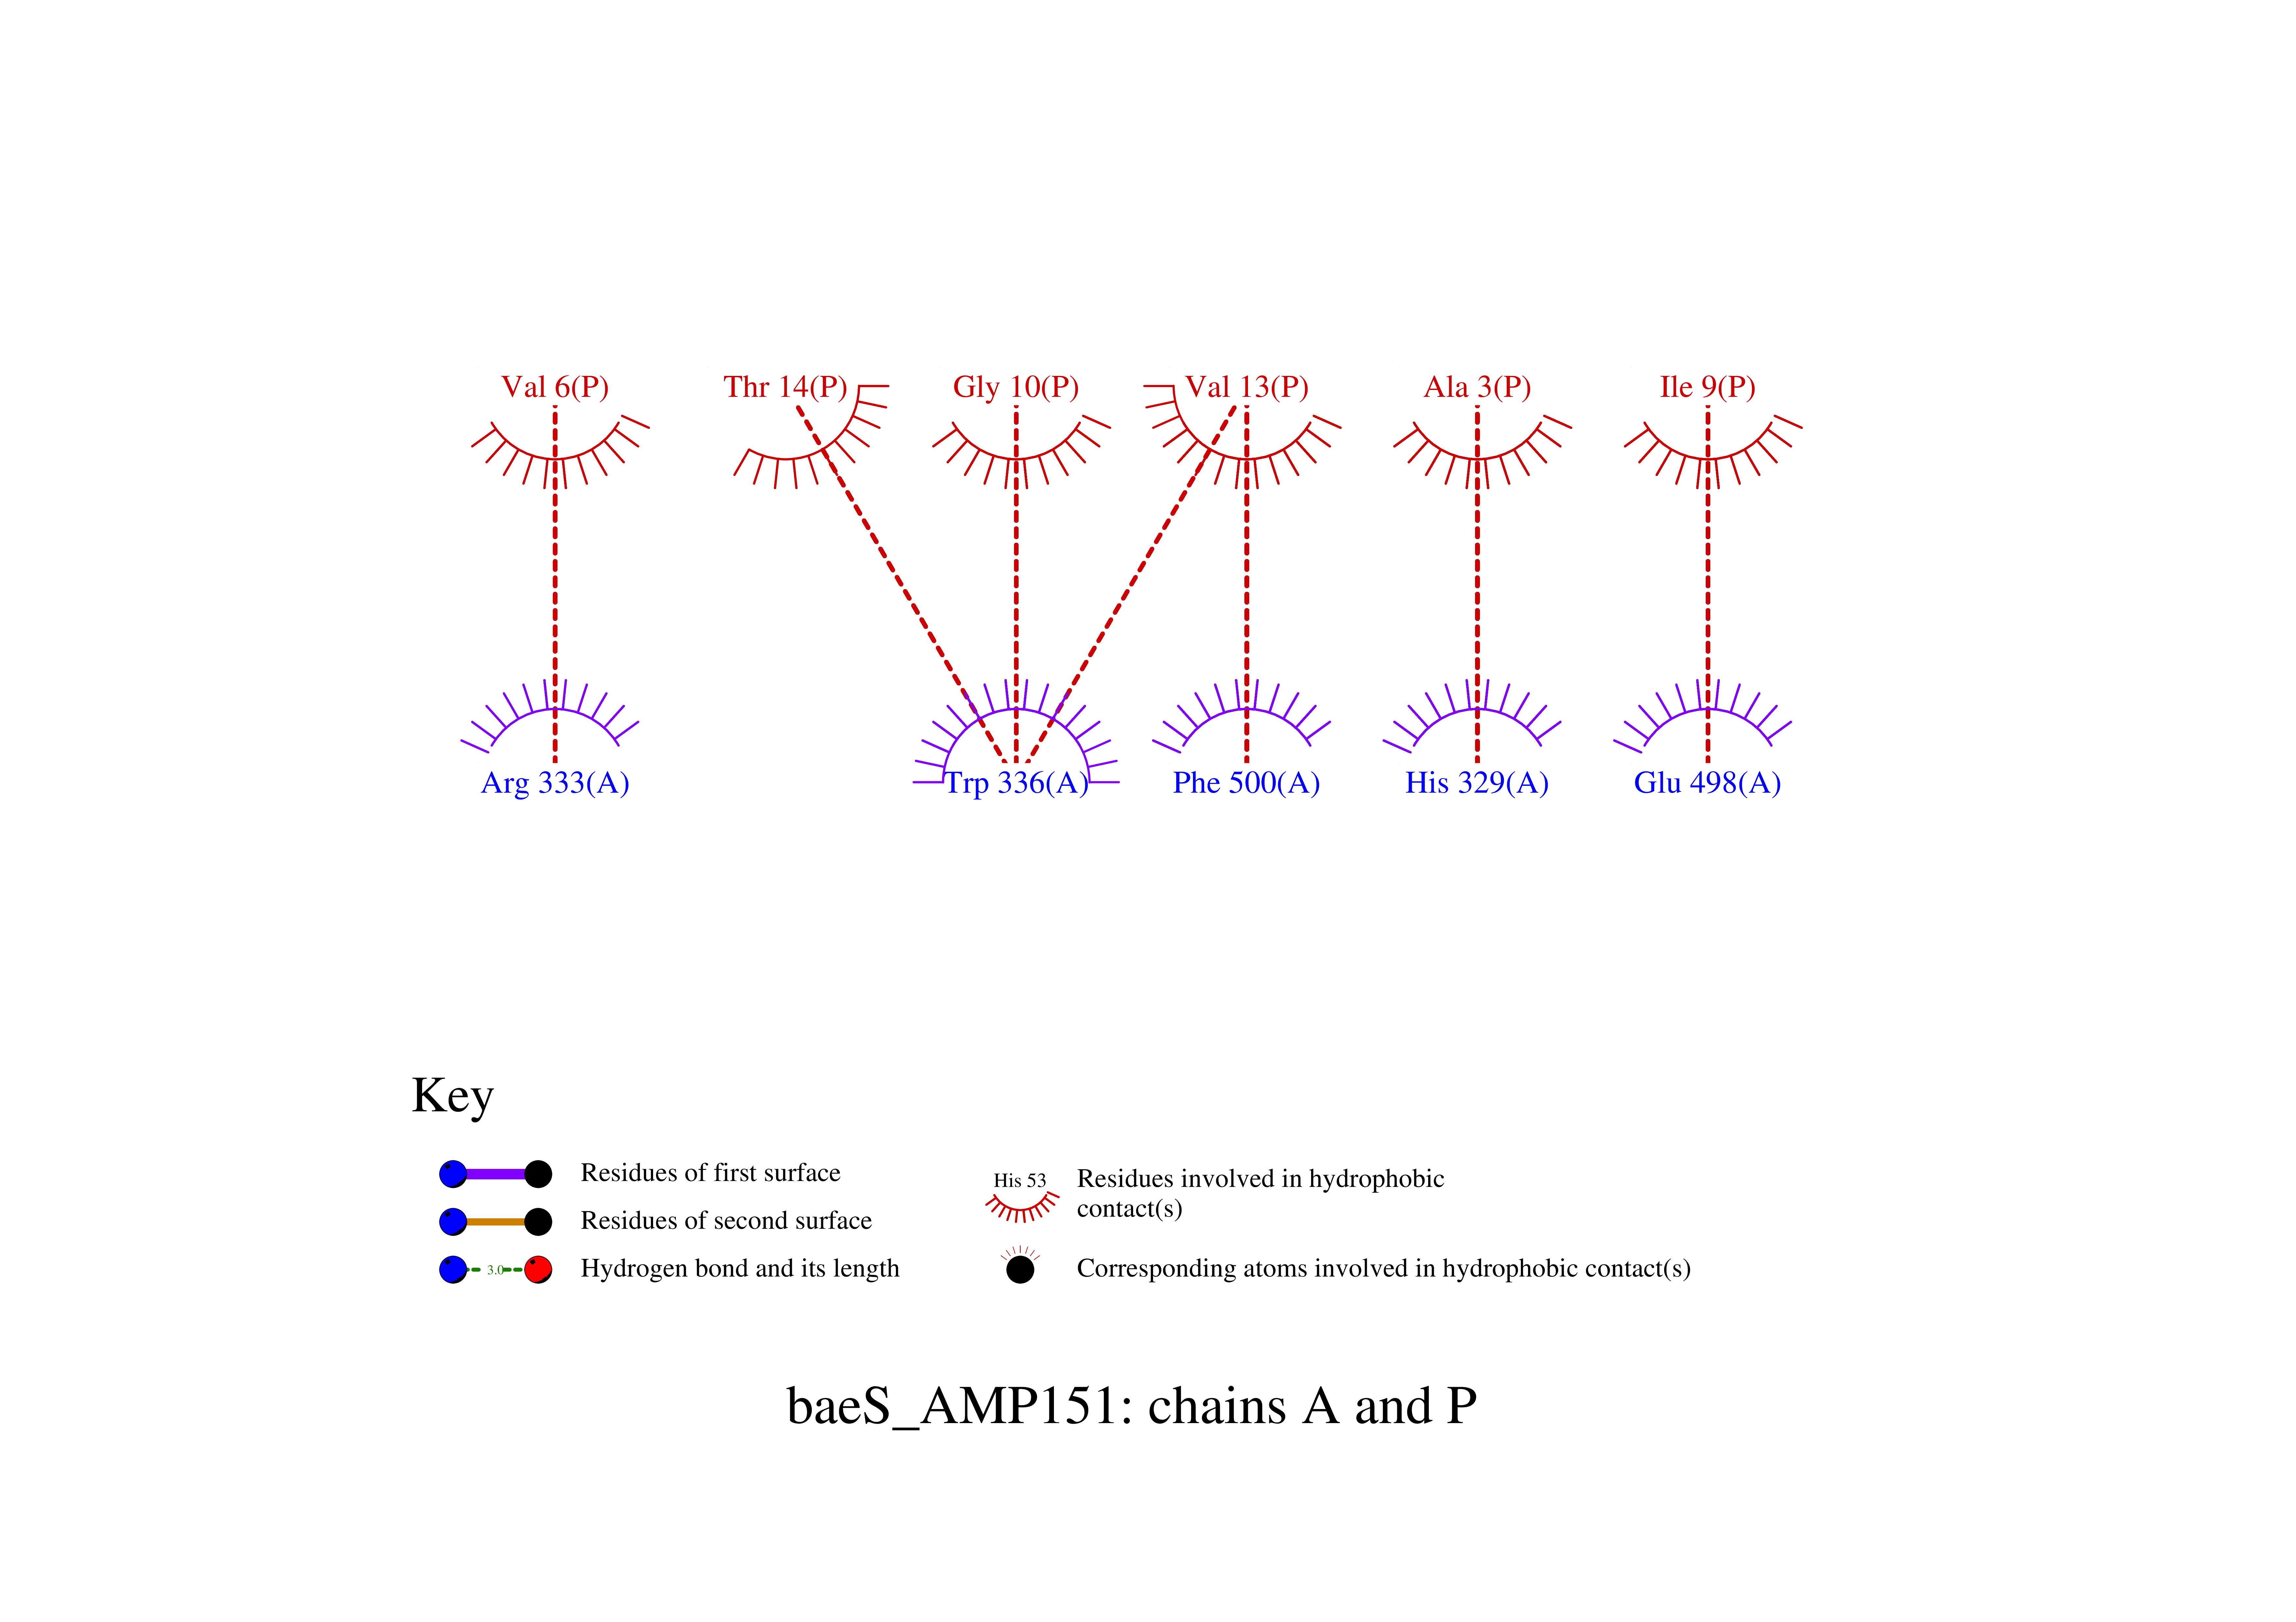 Val 6(P) Thr 14(P) Gly 10(P) Val 13(P) Ala 3(P) Ile 9(P)
Arg 333(A) Trp 336(A) Phe 500(A) His 329(A) Glu 498(A)
Key
Residues of first surface
Residues of second surface
3.0 Hydrogen bond and its length
His 53 Residues involved in hydrophobic
contact(s)
Corresponding atoms involved in hydrophobic contact(s)
baeS_AMP151: chains A and P